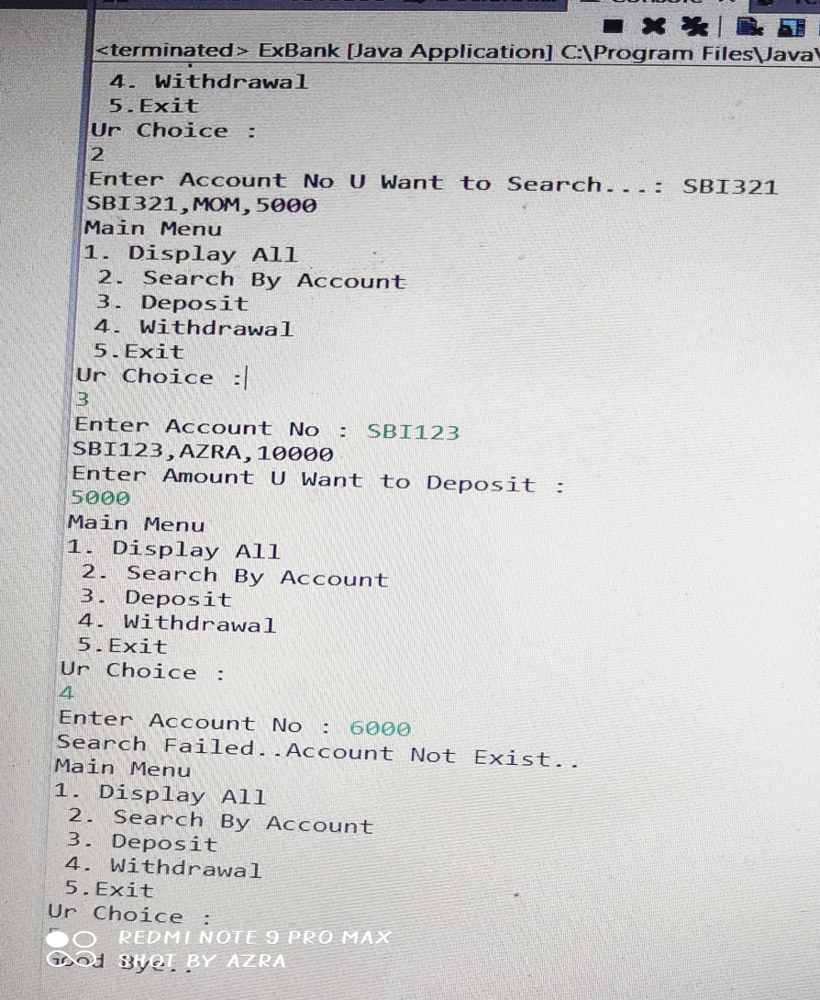 <terminated> ExBank [Java Application] C:\Program Files\Java\
4. Withdrawal
5.Exit
Ur Choice :
2
Enter Account No U Want to Search...: SBI321
SBI321,MOM,5000
Main Menu
1. Display All
2. Search By Account
3. Deposit
4. Withdrawal
5.Exit
Ur Choice :
3
Enter Account No : SBI123
SBI123,AZRA,10000
Enter Amount U Want to Deposit :
5000
Main Menu
1. Display All
2. Search By Account
3. Deposit
4. Withdrawal
5.Exit
Ur Choice :
4
Enter Account No : 6000
Search Failed..Account Not Exist..
Main Menu
1. Display All
2. Search By Account
3. Deposit
4. Withdrawal
5.Exit
Ur Choice :
Good Bye..
REDMI NOTE 9 PRO MAX
SHOT BY AZRA